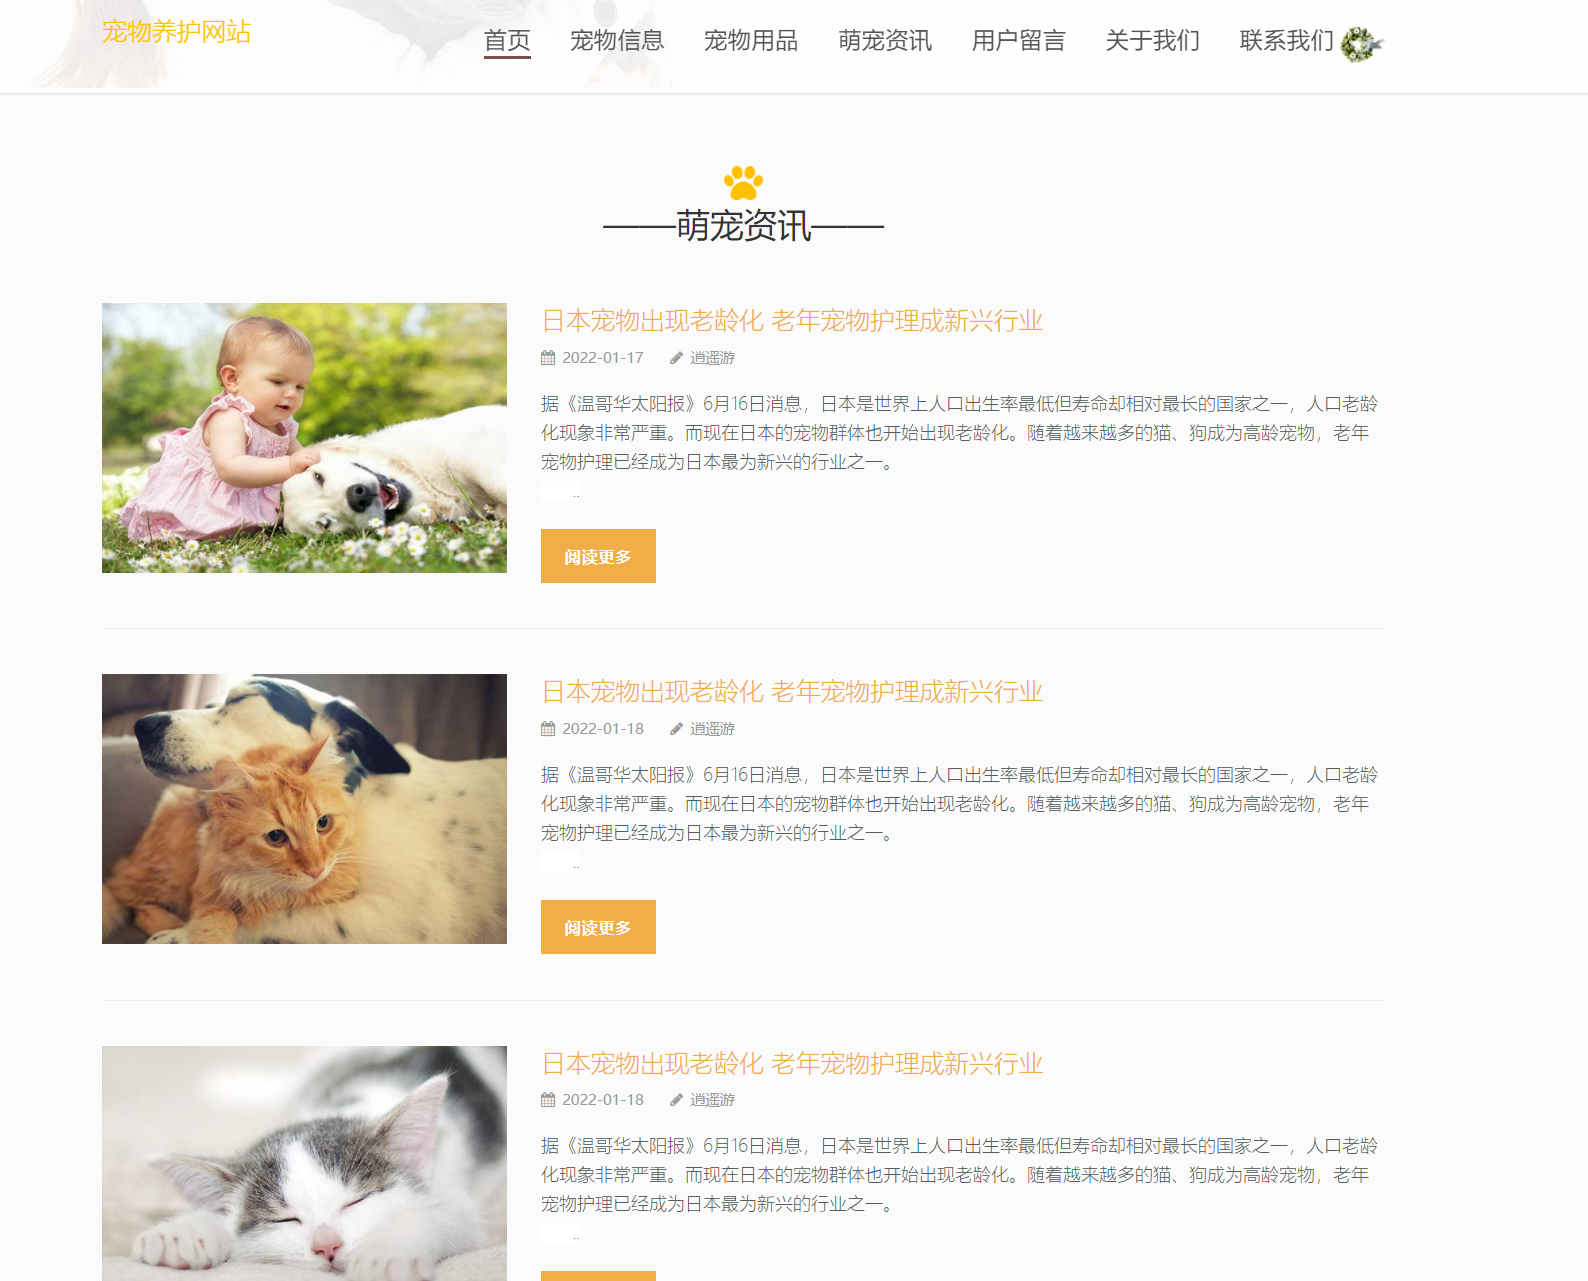 宠物养护网站
首页 宠物信息 宠物用品 萌宠资讯 用户留言 关于我们 联系我们
——萌宠资讯——
日本宠物出现老龄化 老年宠物护理成新兴行业
2022-01-17 逍遥游
据《温哥华太阳报》6月16日消息，日本是世界上人口出生率最低但寿命却相对最长的国家之一，人口老龄
化现象非常严重。而现在日本的宠物群体也开始出现老龄化。随着越来越多的猫、狗成为高龄宠物，老年
宠物护理已经成为日本最为新兴的行业之一。
..
阅读更多
日本宠物出现老龄化 老年宠物护理成新兴行业
2022-01-18 逍遥游
据《温哥华太阳报》6月16日消息，日本是世界上人口出生率最低但寿命却相对最长的国家之一，人口老龄
化现象非常严重。而现在日本的宠物群体也开始出现老龄化。随着越来越多的猫、狗成为高龄宠物，老年
宠物护理已经成为日本最为新兴的行业之一。
..
阅读更多
日本宠物出现老龄化 老年宠物护理成新兴行业
2022-01-18 逍遥游
据《温哥华太阳报》6月16日消息，日本是世界上人口出生率最低但寿命却相对最长的国家之一，人口老龄
化现象非常严重。而现在日本的宠物群体也开始出现老龄化。随着越来越多的猫、狗成为高龄宠物，老年
宠物护理已经成为日本最为新兴的行业之一。
..